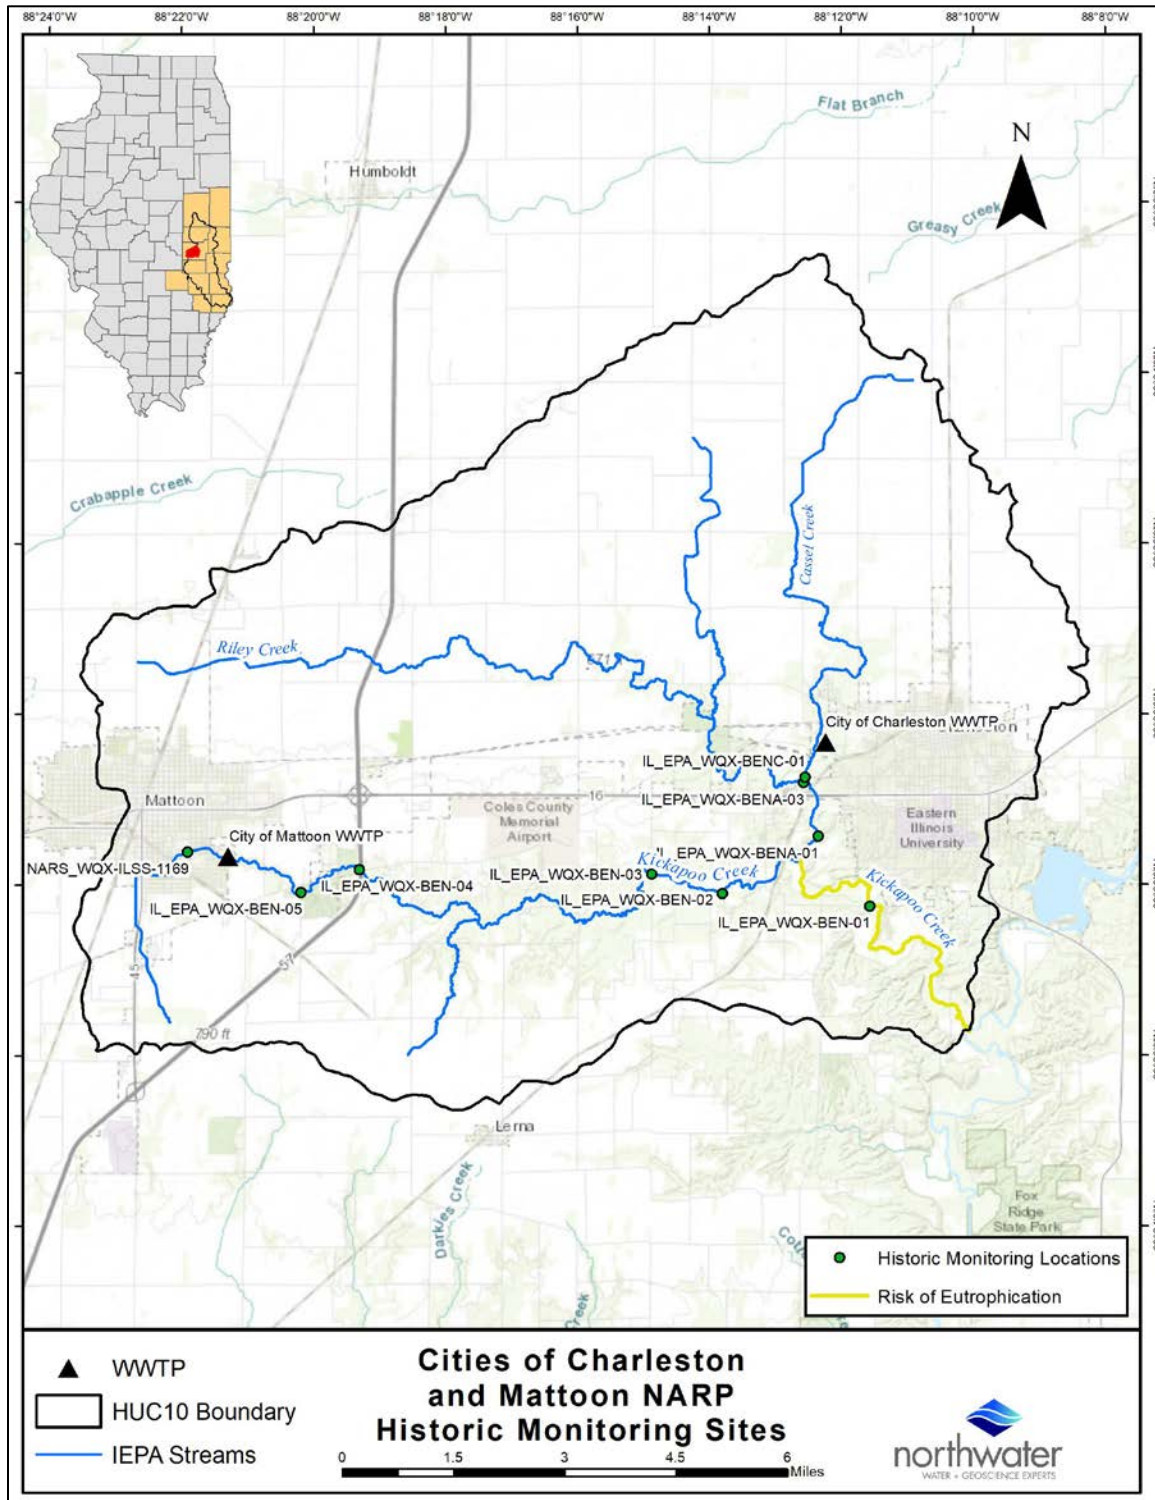 88°24'0"W 88°22'0"W 88°20'0"W 88°18'0"W 88°16'0"W 88°14'0"W 88°12'0"W 88°10'0"W 88°8'0"W
Flat Branch
N
Humboldt
Greasy Creek
Crabapple Creek
Cassel Creek
Riley Creek
City of Charleston WWTP
IL_EPA_WQX-BENC-01
16
IL_EPA_WQX-BENA-03
Mattoon
Coles County
Memorial
Airport
Eastern
Illinois
University
City of Mattoon WWTP
IL_EPA_WQX-BENA-01
NARS_WQX-ILSS-1169
Kickapoo Creek
IL_EPA_WQX-BEN-03
IL_EPA_WQX-BEN-04
IL_EPA_WQX-BEN-02
Kickapoo Creek
IL_EPA_WQX-BEN-05
IL_EPA_WQX-BEN-01
45
57
790 ft
Lerna
Darkies Creek
Creek
Fox
Ridge
State Park
Historic Monitoring Locations
Risk of Eutrophication
WWTP
HUC10 Boundary
IEPA Streams
Cities of Charleston
and Mattoon NARP
Historic Monitoring Sites
0 1.5 3 4.5 6
Miles
northwater
WATER + GEOSCIENCE EXPERTS